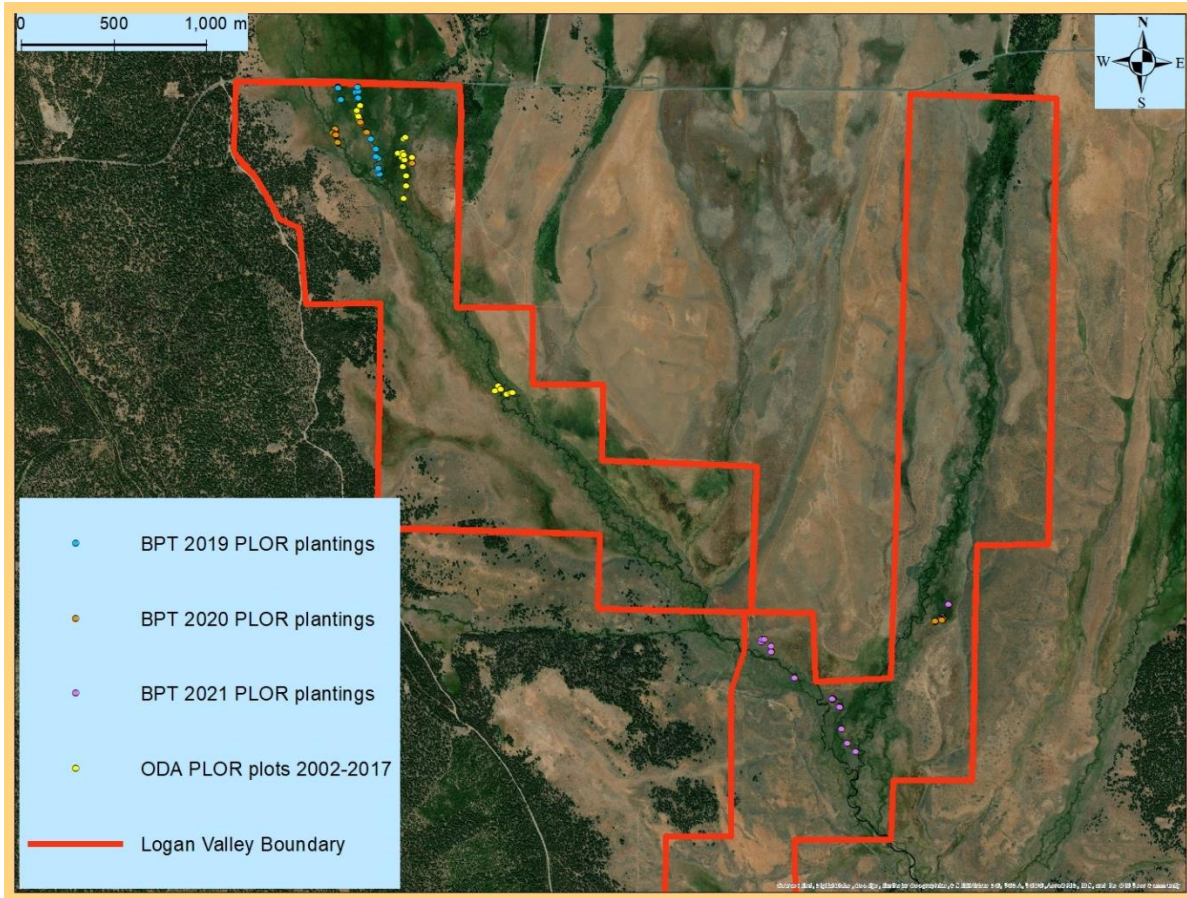 0 500 1,000 m
N
W E
S
BPT 2019 PLOR plantings
BPT 2020 PLOR plantings
BPT 2021 PLOR plantings
ODA PLOR plots 2002-2017
Logan Valley Boundary